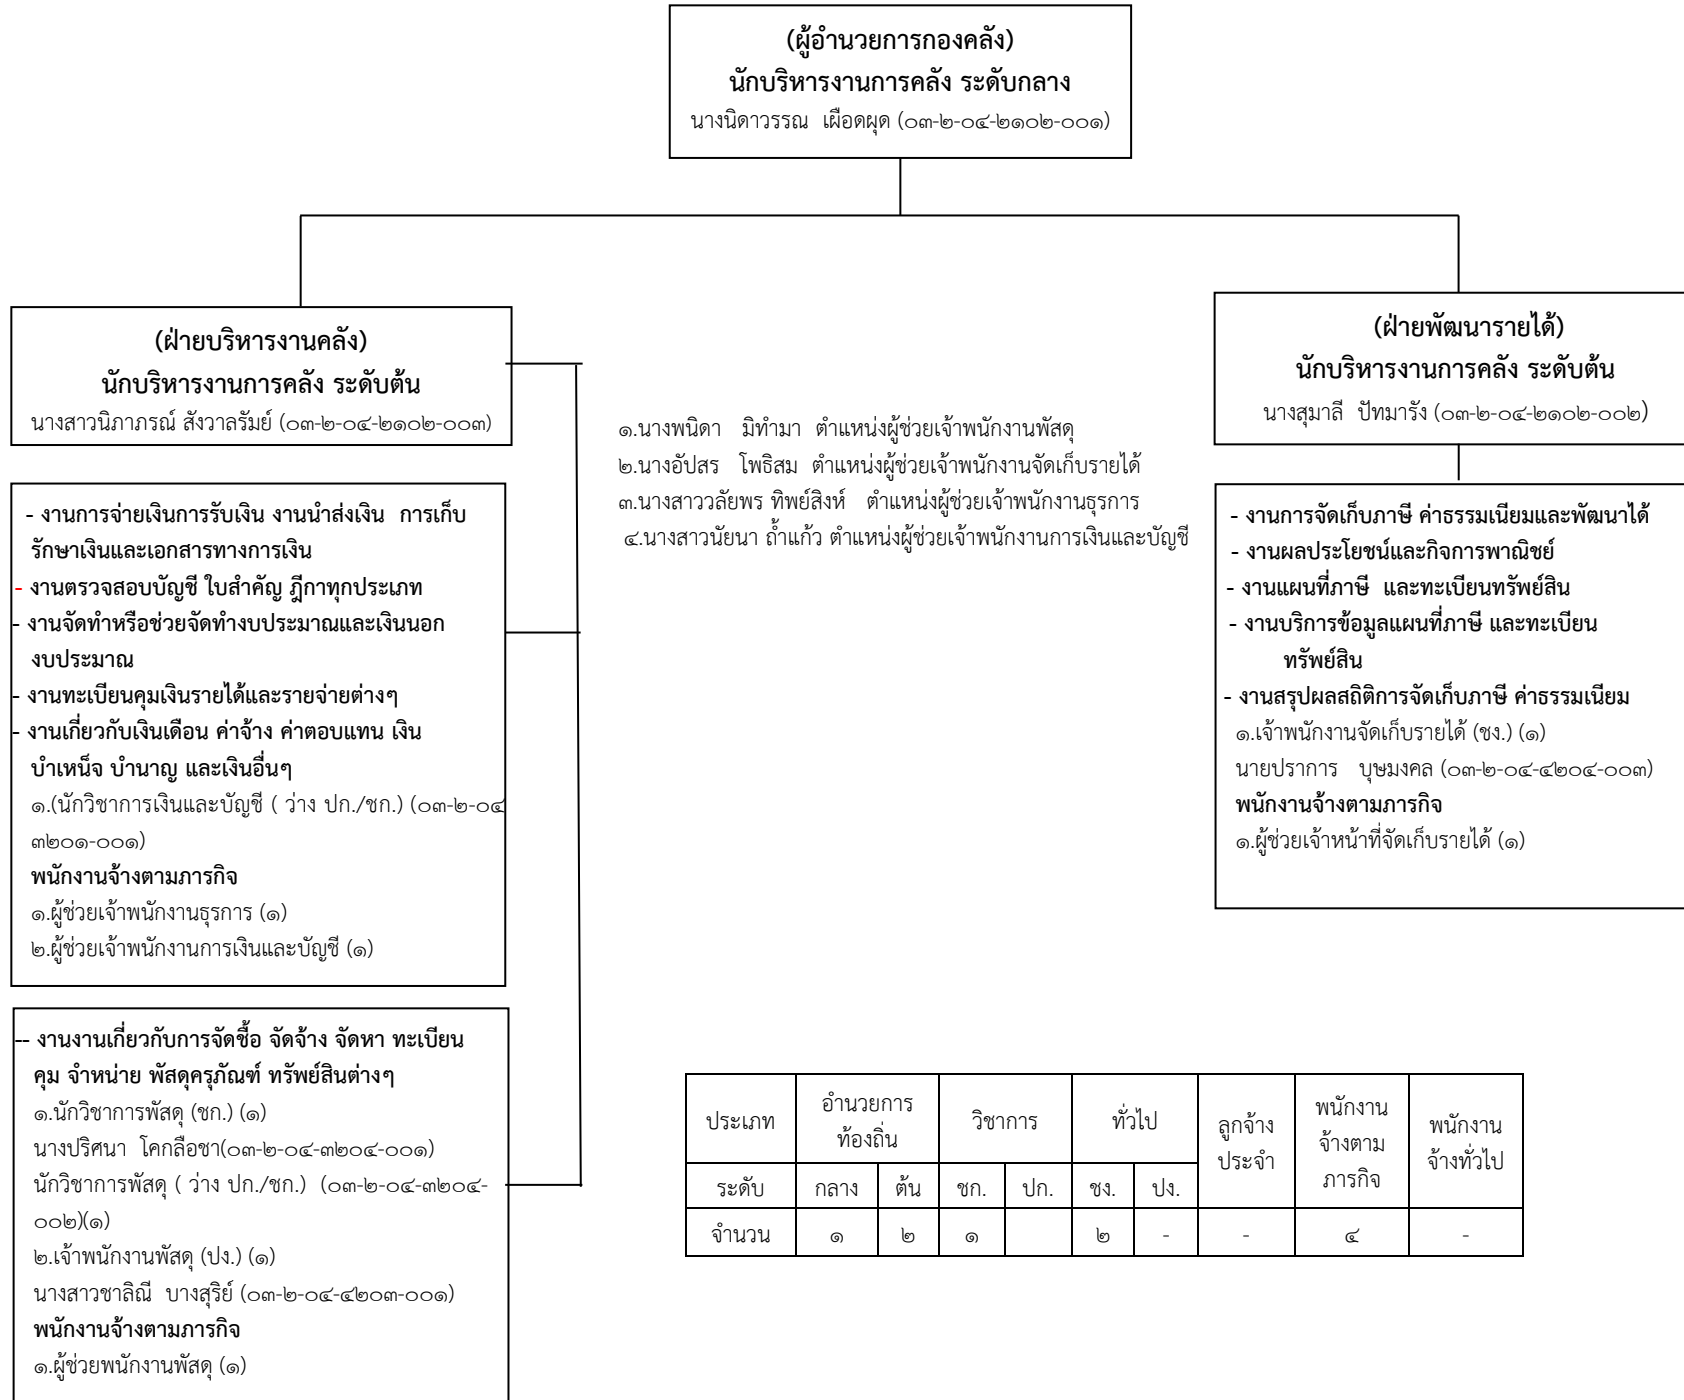 (ผู้อำนวยการกองคลัง)
นักบริหารงานการคลัง ระดับกลาง
นางนิดาวรรณ เผือดผุด (๐๓-๒-๐๔-๒๑๐๒-๐๐๑)
(ฝ่ายบริหารงานคลัง)
นักบริหารงานการคลัง ระดับต้น
นางสาวนิภาภรณ์ สังวาลรัมย์ (๐๓-๒-๐๔-๒๑๐๒-๐๐๓)
- งานการจ่ายเงินการรับเงิน งานนำส่งเงิน การเก็บ
รักษาเงินและเอกสารทางการเงิน
- งานตรวจสอบบัญชี ใบสำคัญ ฎีกาทุกประเภท
- งานจัดทำหรือช่วยจัดทำงบประมาณและเงินนอก
งบประมาณ
- งานทะเบียนคุมเงินรายได้และรายจ่ายต่างๆ
- งานเกี่ยวกับเงินเดือน ค่าจ้าง ค่าตอบแทน เงิน
บำเหน็จ บำนาญ และเงินอื่นๆ
๑.(นักวิชาการเงินและบัญชี ( ว่าง ปก./ชก.) (๐๓-๒-๐๔
๓๒๐๑-๐๐๑)
พนักงานจ้างตามภารกิจ
๑.ผู้ช่วยเจ้าพนักงานธุรการ (๑)
๒.ผู้ช่วยเจ้าพนักงานการเงินและบัญชี (๑)
-- งานงานเกี่ยวกับการจัดซื้อ จัดจ้าง จัดหา ทะเบียน
คุม จำหน่าย พัสดุครุภัณฑ์ ทรัพย์สินต่างๆ
๑.นักวิชาการพัสดุ (ชก.) (๑)
นางปริศนา โคกลือชา(๐๓-๒-๐๔-๓๒๐๔-๐๐๑)
นักวิชาการพัสดุ ( ว่าง ปก./ชก.) (๐๓-๒-๐๔-๓๒๐๔-
๐๐๒)(๑)
๒.เจ้าพนักงานพัสดุ (ปง.) (๑)
นางสาวชาลิณี บางสุริย์ (๐๓-๒-๐๔-๔๒๐๓-๐๐๑)
พนักงานจ้างตามภารกิจ
๑.ผู้ช่วยพนักงานพัสดุ (๑)
๑.นางพนิดา มิทำมา ตำแหน่งผู้ช่วยเจ้าพนักงานพัสดุ
๒.นางอัปสร โพธิสม ตำแหน่งผู้ช่วยเจ้าพนักงานจัดเก็บรายได้
๓.นางสาววลัยพร ทิพย์สิงห์ ตำแหน่งผู้ช่วยเจ้าพนักงานธุรการ
๔.นางสาวนัยนา ถ้ำแก้ว ตำแหน่งผู้ช่วยเจ้าพนักงานการเงินและบัญชี
(ฝ่ายพัฒนารายได้)
นักบริหารงานการคลัง ระดับต้น
นางสุมาลี ปัทมารัง (๐๓-๒-๐๔-๒๑๐๒-๐๐๒)
- งานการจัดเก็บภาษี ค่าธรรมเนียมและพัฒนาได้
- งานผลประโยชน์และกิจการพาณิชย์
- งานแผนที่ภาษี และทะเบียนทรัพย์สิน
- งานบริการข้อมูลแผนที่ภาษี และทะเบียน
ทรัพย์สิน
- งานสรุปผลสถิติการจัดเก็บภาษี ค่าธรรมเนียม
๑.เจ้าพนักงานจัดเก็บรายได้ (ชง.) (๑)
นายปราการ บุษมงคล (๐๓-๒-๐๔-๔๒๐๔-๐๐๓)
พนักงานจ้างตามภารกิจ
๑.ผู้ช่วยเจ้าหน้าที่จัดเก็บรายได้ (๑)
ประเภท อำนวยการท้องถิ่น วิชาการ ทั่วไป ลูกจ้างประจำ พนักงานจ้างตามภารกิจ พนักงานจ้างทั่วไป
ระดับ กลาง ต้น ชก. ปก. ชง. ปง.
จำนวน ๑ ๒ ๑ ๒ - - ๔ -